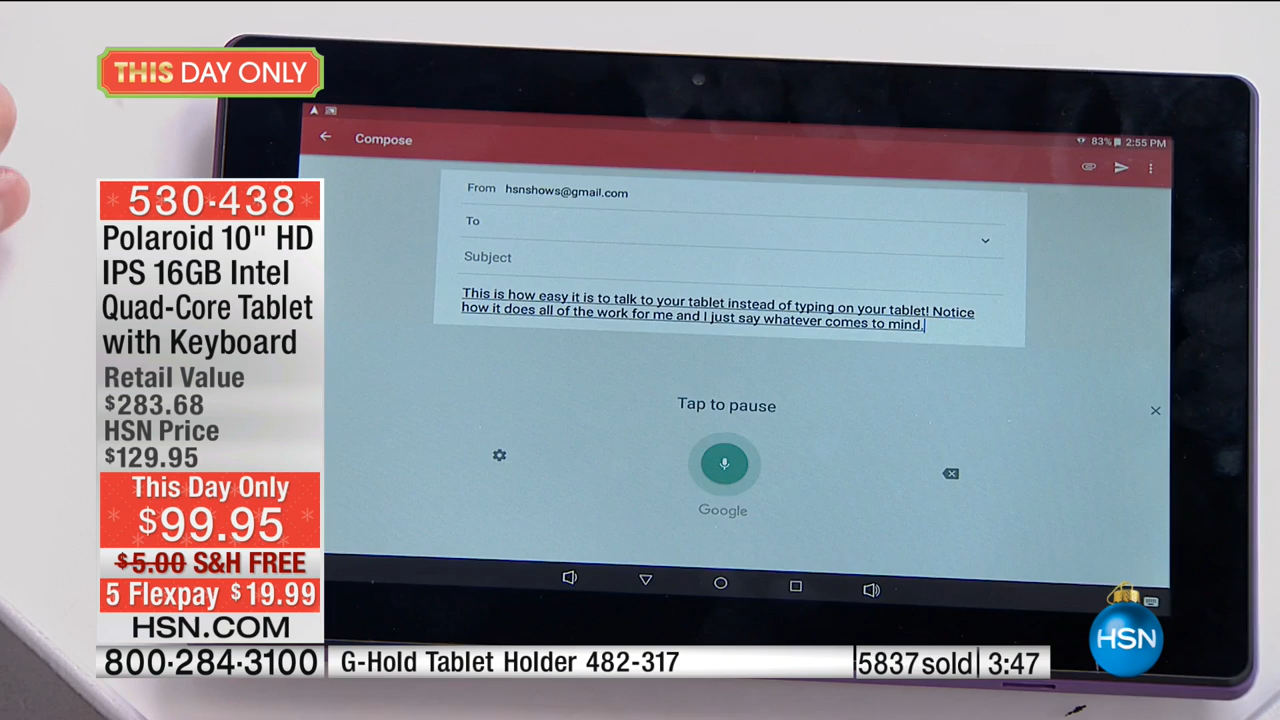 THIS DAY ONLY
530-438
Polaroid 10" HD
IPS 16GB Intel
Quad-Core Tablet
with Keyboard
Retail Value
$283.68
HSN Price
$129.95
This Day Only
$99.95
$5.00 S&H FREE
5 Flexpay $19.99
HSN.COM
800-284-3100
G-Hold Tablet Holder 482-317
5837 sold
3:47
HSN
Compose
83% 2:55 PM
From hsnshows@gmail.com
To
Subject
This is how easy it is to talk to your tablet instead of typing on your tablet! Notice
how it does all of the work for me and I just say whatever comes to mind.
Tap to pause
Google